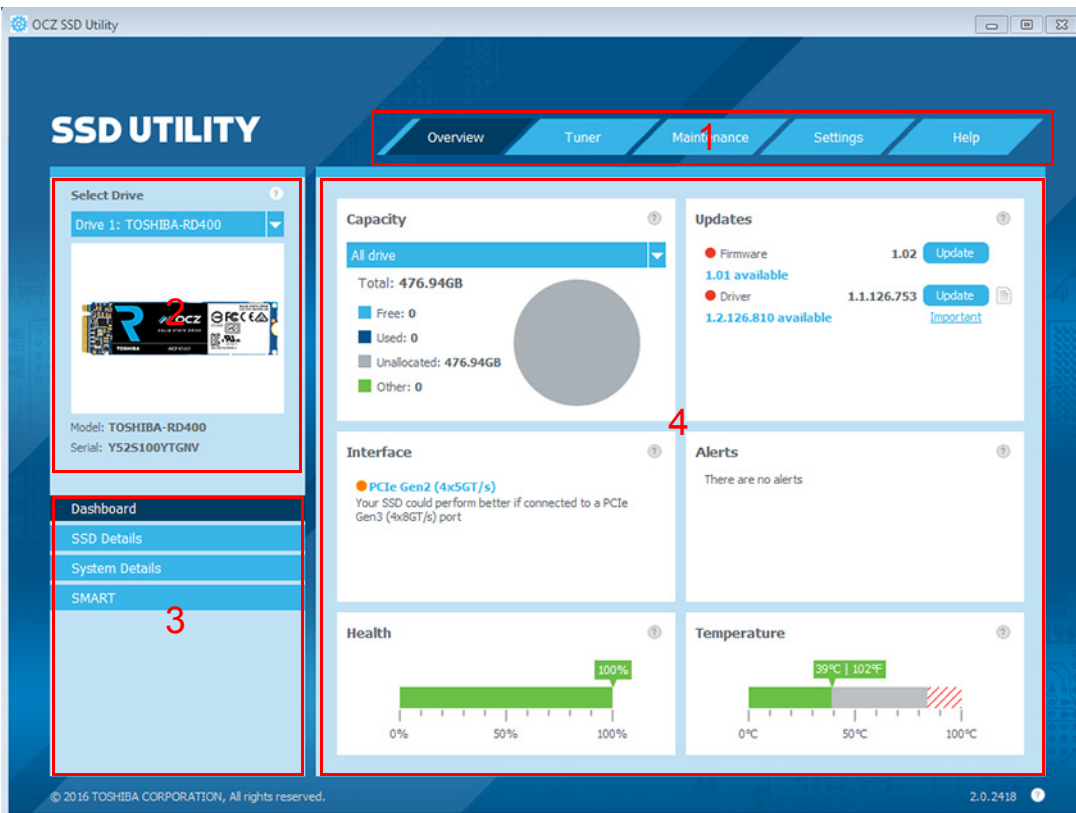 OCZ SSD Utility
SSD UTILITY
Overview
Tuner
Maintenance
Settings
Help
1
Select Drive
Drive 1: TOSHIBA-RD400
2
OCZ
SOLID STATE DRIVE
TOSHIBA
Model: TOSHIBA-RD400
Serial: Y52S100YTGNV
Dashboard
SSD Details
System Details
SMART
3
Capacity
All drive
Total: 476.94GB
Free: 0
Used: 0
Unallocated: 476.94GB
Other: 0
Updates
Firmware 1.02 Update
1.01 available
Driver 1.1.126.753 Update
1.2.126.810 available Important
4
Interface
PCIe Gen2 (4x5GT/s)
Your SSD could perform better if connected to a PCIe
Gen3 (4x8GT/s) port
Alerts
There are no alerts
Health
100%
0% 50% 100%
Temperature
39°C | 102°F
0°C 50°C 100°C
© 2016 TOSHIBA CORPORATION, All rights reserved.
2.0.2418